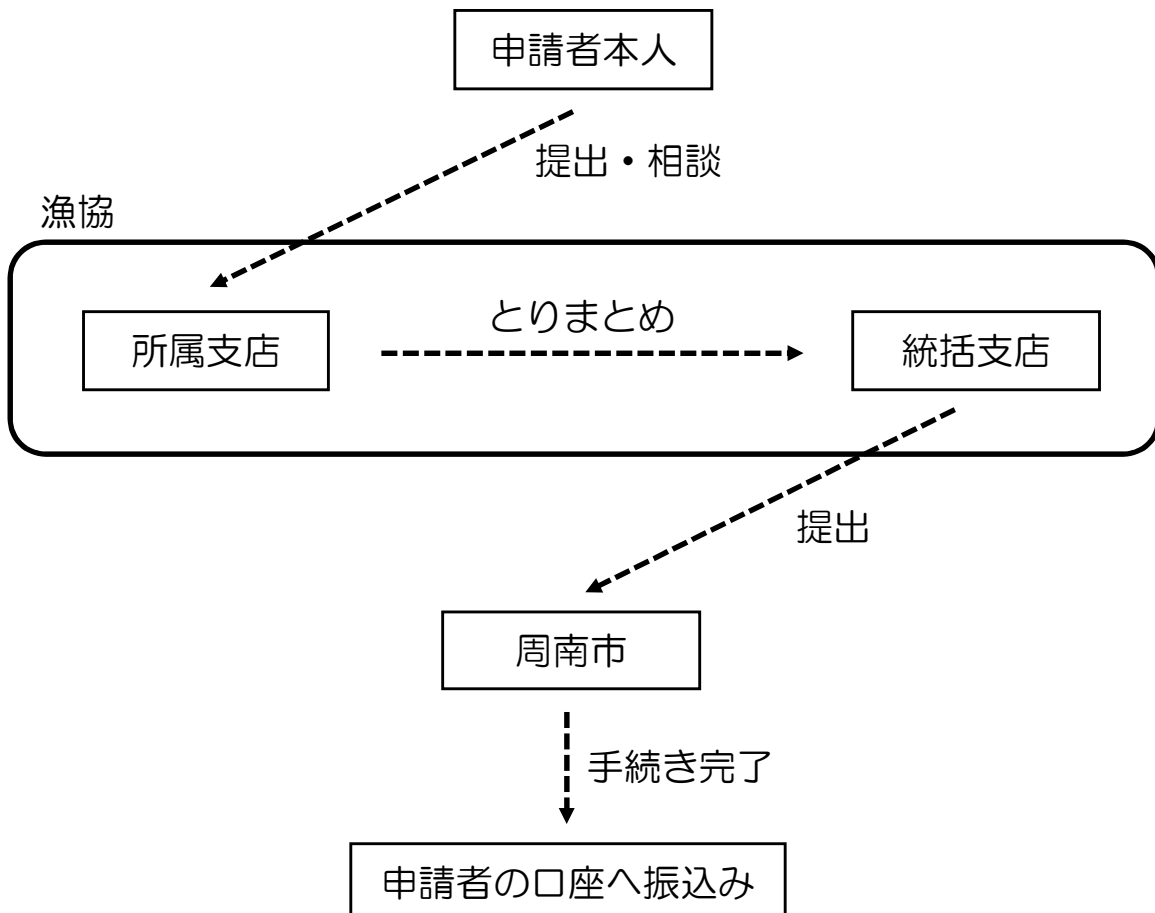 申請者本人
提出・相談
漁協
所属支店
とりまとめ
統括支店
提出
周南市
手続き完了
申請者の口座へ振込み